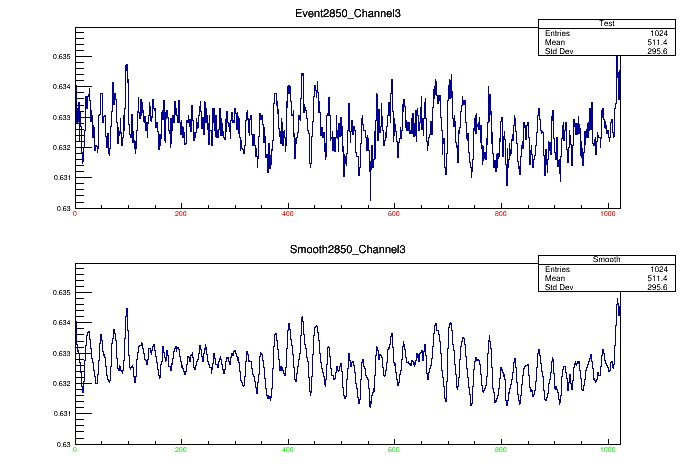 Event2850_Channel3
Test
Entries 1024
Mean 511.4
Std Dev 295.6
0.635
0.634
0.633
0.632
0.631
0.63
0 200 400 600 800 1000
Smooth2850_Channel3
Smooth
Entries 1024
Mean 511.4
Std Dev 295.6
0.635
0.634
0.633
0.632
0.631
0.63
0 200 400 600 800 1000